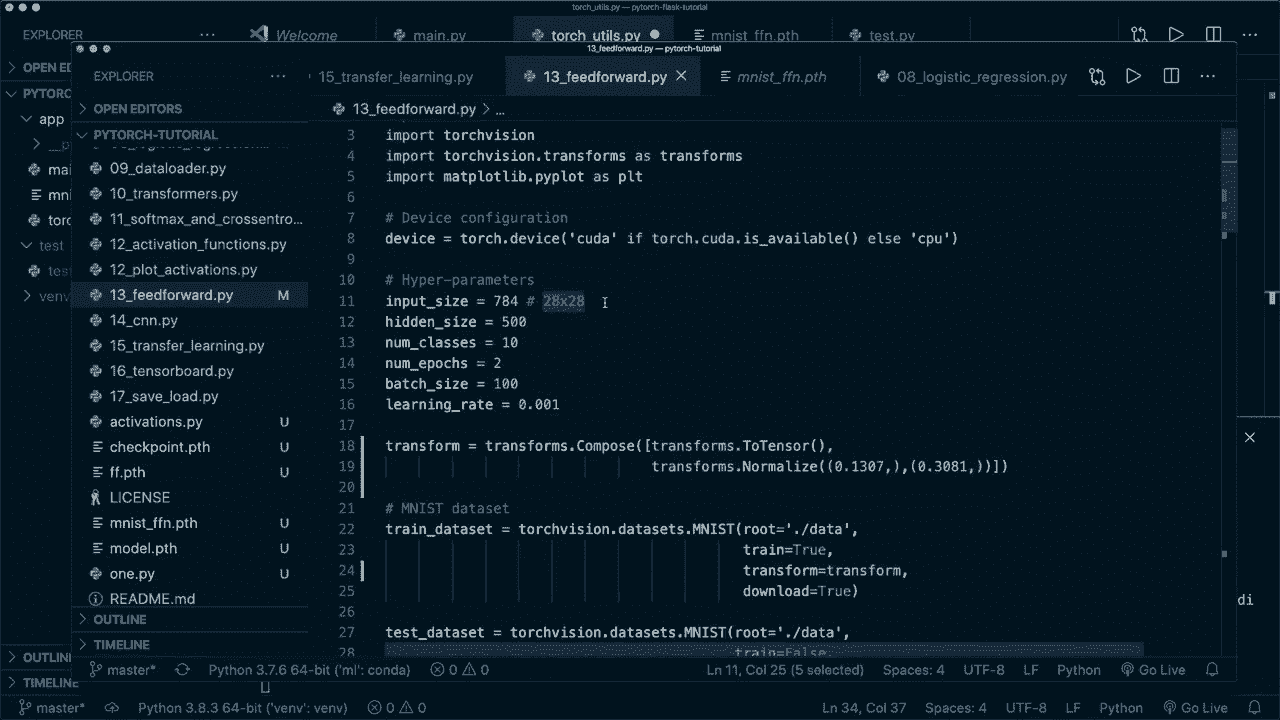 torch_utils.py — pytorch-flask-tutorial
EXPLORER ... Welcome main.py torch_utils.py mnist_ffn.pth test.py ...
13_feedforward.py — pytorch-tutorial
OPEN ED
PYTORC
app
mai
mni
torc
test
tes
venv
OUTLIN
TIMELINE
EXPLORER ...
15_transfer_learning.py 13_feedforward.py mnist_ffn.pth 08_logistic_regression.py ...
OPEN EDITORS
PYTORCH-TUTORIAL
09_dataloader.py
10_transformers.py
11_softmax_and_crossentro...
12_activation_functions.py
12_plot_activations.py
13_feedforward.py M
14_cnn.py
15_transfer_learning.py
16_tensorboard.py
17_save_load.py
activations.py U
checkpoint.pth U
ff.pth U
LICENSE
mnist_ffn.pth U
model.pth U
one.py U
README.md
OUTLINE
TIMELINE
13_feedforward.py > ...
3 import torchvision
4 import torchvision.transforms as transforms
5 import matplotlib.pyplot as plt
6
7 # Device configuration
8 device = torch.device('cuda' if torch.cuda.is_available() else 'cpu')
9
10 # Hyper-parameters
11 input_size = 784 # 28x28
12 hidden_size = 500
13 num_classes = 10
14 num_epochs = 2
15 batch_size = 100
16 learning_rate = 0.001
17
18 transform = transforms.Compose([transforms.ToTensor(),
19 transforms.Normalize((0.1307,),(0.3081,))])
20
21 # MNIST dataset
22 train_dataset = torchvision.datasets.MNIST(root='./data',
23 train=True,
24 transform=transform,
25 download=True)
26
27 test_dataset = torchvision.datasets.MNIST(root='./data',
28 train=False,
di
master* Python 3.7.6 64-bit ('ml': conda) 0 0 Ln 11, Col 25 (5 selected) Spaces: 4 UTF-8 LF Python Go Live
master* Python 3.8.3 64-bit ('venv': venv) 0 0 Ln 34, Col 37 Spaces: 4 UTF-8 LF Python Go Live